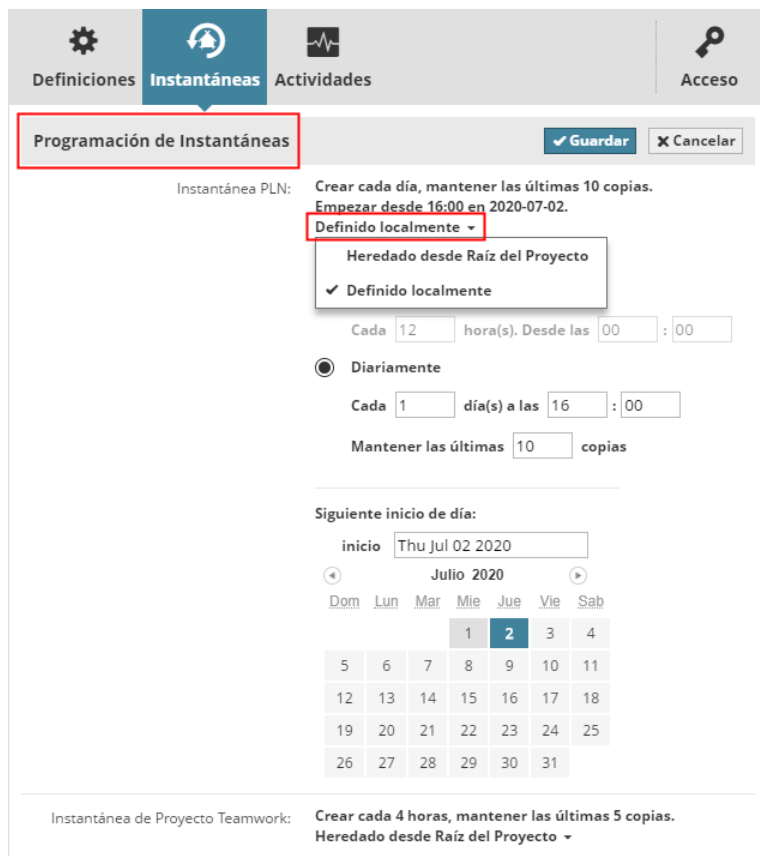 Definiciones Instantáneas Actividades Acceso
Programación de Instantáneas Guardar Cancelar
Instantánea PLN: Crear cada día, mantener las últimas 10 copias.
Empezar desde 16:00 en 2020-07-02.
Definido localmente
Heredado desde Raíz del Proyecto
Definido localmente
Cada 12 hora(s). Desde las 00 : 00
Diariamente
Cada 1 día(s) a las 16 : 00
Mantener las últimas 10 copias
Siguiente inicio de día:
inicio Thu Jul 02 2020
Julio 2020
Dom Lun Mar Mie Jue Vie Sab
1 2 3 4
5 6 7 8 9 10 11
12 13 14 15 16 17 18
19 20 21 22 23 24 25
26 27 28 29 30 31
Instantánea de Proyecto Teamwork: Crear cada 4 horas, mantener las últimas 5 copias.
Heredado desde Raíz del Proyecto